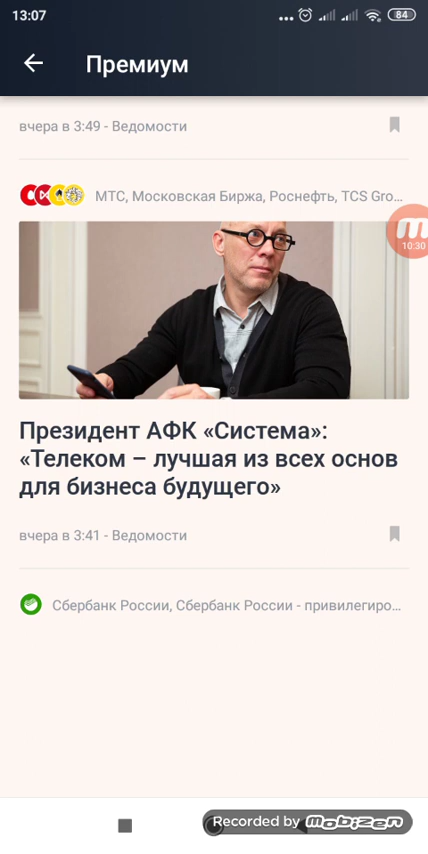 13:07
84
Премиум
вчера в 3:49 - Ведомости
МТС, Московская Биржа, Роснефть, TCS Gro...
10:30
Президент АФК «Система»:
«Телеком – лучшая из всех основ
для бизнеса будущего»
вчера в 3:41 - Ведомости
Сбербанк России, Сбербанк России - привилегиро...
Recorded by mobizen